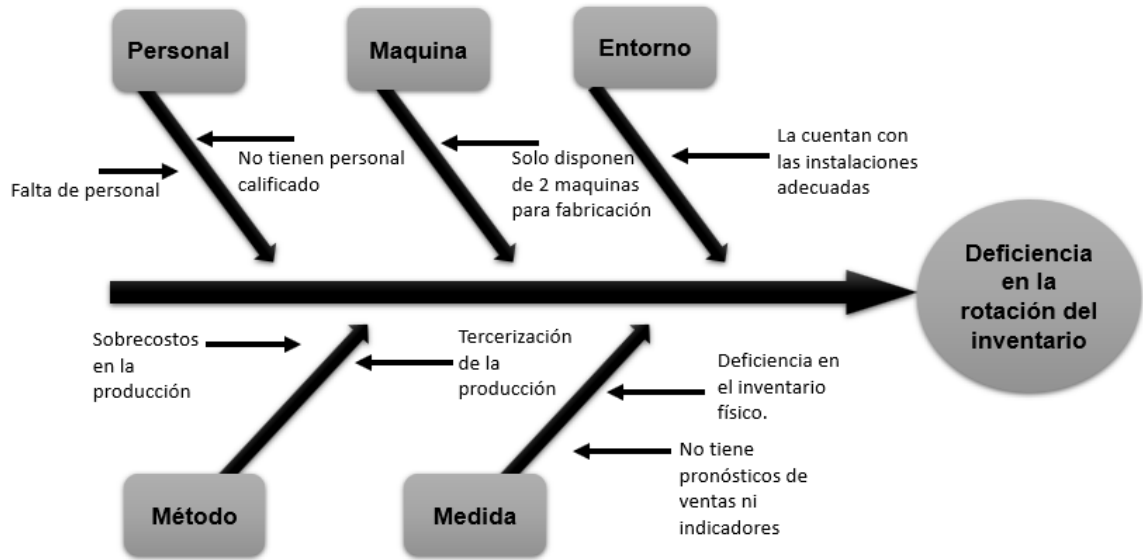 Personal
Maquina
Entorno
Falta de personal
No tienen personal
calificado
Solo disponen
de 2 maquinas
para fabricación
La cuentan con
las instalaciones
adecuadas
Deficiencia
en la
rotación del
inventario
Sobrecostos
en la
producción
Tercerización
de la
producción
Deficiencia en
el inventario
físico.
No tiene
pronósticos de
ventas ni
indicadores
Método
Medida